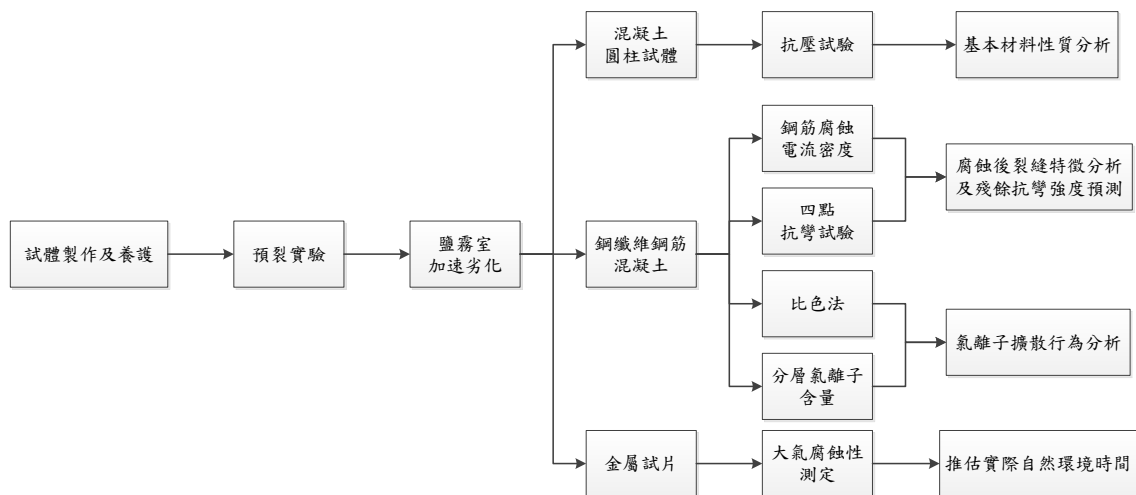 試體製作及養護
預裂實驗
鹽霧室
加速劣化
混凝土
圓柱試體
抗壓試驗
基本材料性質分析
鋼纖維鋼筋
混凝土
鋼筋腐蝕
電流密度
四點
抗彎試驗
腐蝕後裂縫特徵分析
及殘餘抗彎強度預測
比色法
分層氯離子
含量
氯離子擴散行為分析
金屬試片
大氣腐蝕性
測定
推估實際自然環境時間